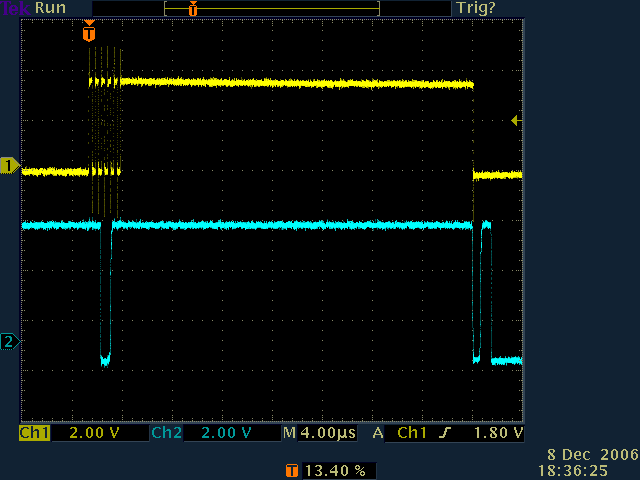 Tek Run Trig?
T
T
1
2
Ch1 2.00 V Ch2 2.00 V M 4.00µs A Ch1 1.80 V
8 Dec 2006
T 13.40 % 18:36:25